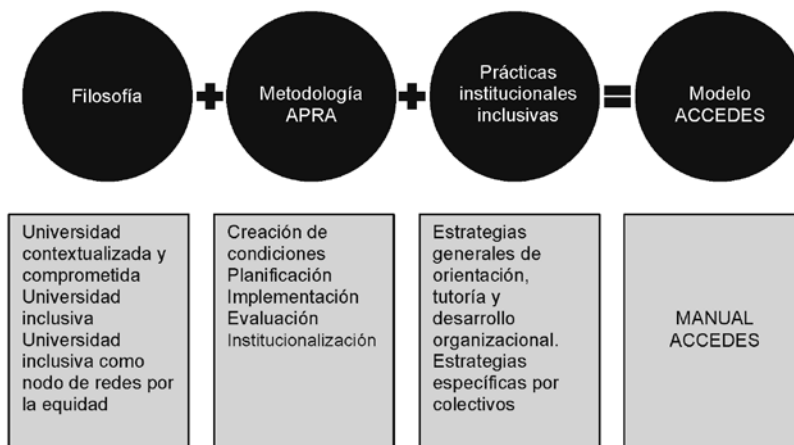 Filosofía
+
Metodología
APRA
+
Prácticas
institucionales
inclusivas
=
Modelo
ACCEDES
Universidad
contextualizada y
comprometida
Universidad
inclusiva
Universidad
inclusiva como
nodo de redes por
la equidad
Creación de
condiciones
Planificación
Implementación
Evaluación
Institucionalización
Estrategias
generales de
orientación,
tutoría y
desarrollo
organizacional.
Estrategias
específicas por
colectivos
MANUAL
ACCEDES